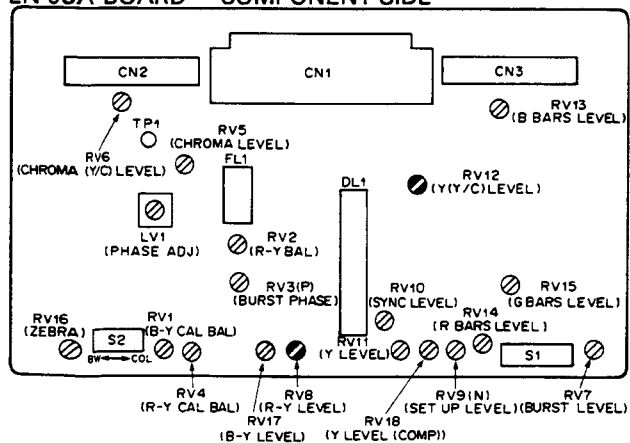 EN-93A BOARD - COMPONENT SIDE
CN2
CN1
CN3
TP1
RV5
(CHROMA LEVEL)
RV13
(B BARS LEVEL)
RV6
(CHROMA (Y/C) LEVEL)
FL1
DL1
RV12
(Y(Y/C) LEVEL)
LV1
(PHASE ADJ)
RV2
(R-Y BAL)
RV3(P)
(BURST PHASE)
RV10
(SYNC LEVEL)
RV15
(G BARS LEVEL)
RV16
(ZEBRA)
S2
BW COL
RV1
(B-Y CAL BAL)
RV11
(Y LEVEL)
RV14
(R BARS LEVEL)
S1
RV4
(R-Y CAL BAL)
RV17
(B-Y LEVEL)
RV8
(R-Y LEVEL)
RV18
(Y LEVEL (COMP))
RV9(N)
(SET UP LEVEL)
RV7
(BURST LEVEL)